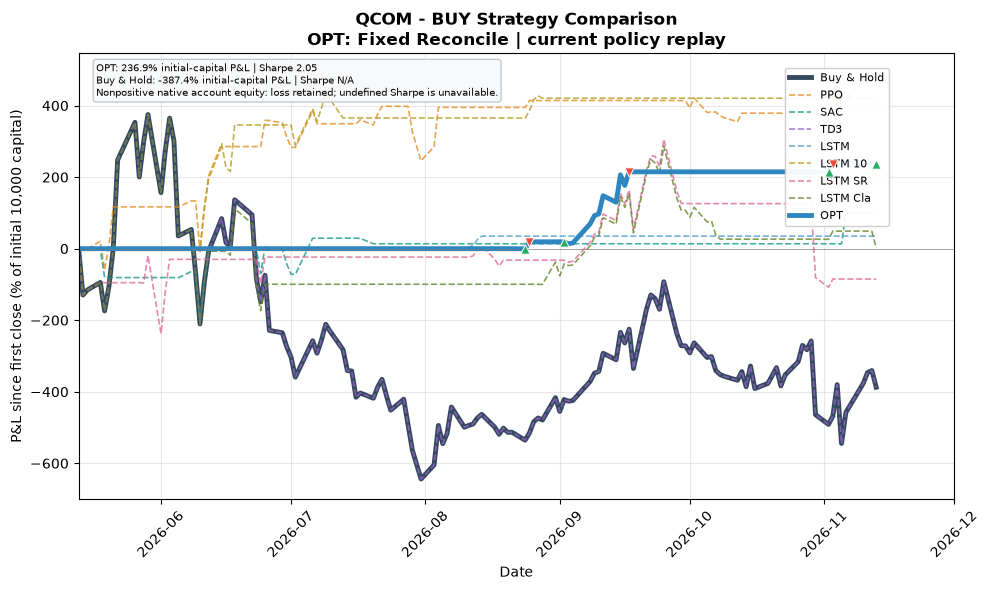 QCOM - BUY Strategy Comparison
OPT: Fixed Reconcile | current policy replay
OPT: 236.9% initial-capital P&L | Sharpe 2.05
Buy & Hold: -387.4% initial-capital P&L | Sharpe N/A
Nonpositive native account equity: loss retained; undefined Sharpe is unavailable.
Buy & Hold
PPO
SAC
TD3
LSTM
LSTM 10
LSTM SR
LSTM Cla
OPT
P&L since first close (% of initial 10,000 capital)
400
200
0
−200
−400
−600
2026-06
2026-07
2026-08
2026-09
2026-10
2026-11
2026-12
Date